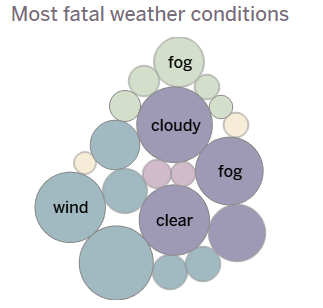 Most fatal weather conditions
fog
cloudy
fog
wind
clear